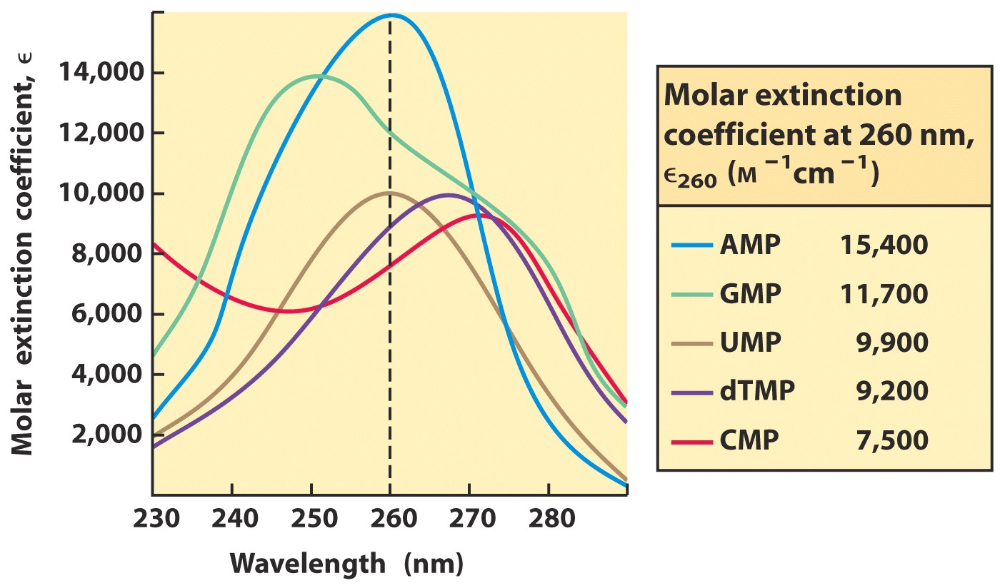 Molar extinction coefficient, ϵ
14,000
12,000
10,000
8,000
6,000
4,000
2,000
230 240 250 260 270 280
Wavelength (nm)
Molar extinction
coefficient at 260 nm,
ϵ260 (M −1cm −1)
AMP 15,400
GMP 11,700
UMP 9,900
dTMP 9,200
CMP 7,500